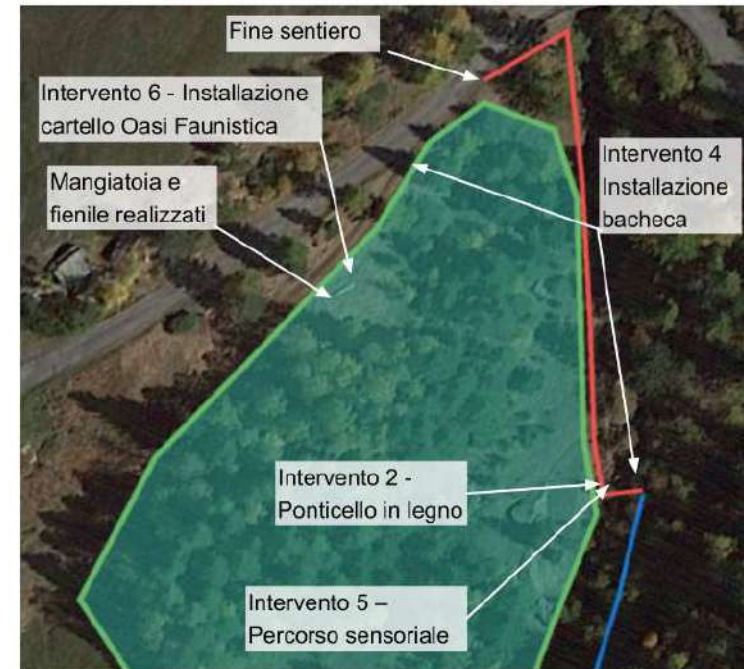 Fine sentiero
Intervento 6 - Installazione
cartello Oasi Faunistica
Mangiatoia e
fienile realizzati
Intervento 4
Installazione
bacheca
Intervento 2 -
Ponticello in legno
Intervento 5 –
Percorso sensoriale